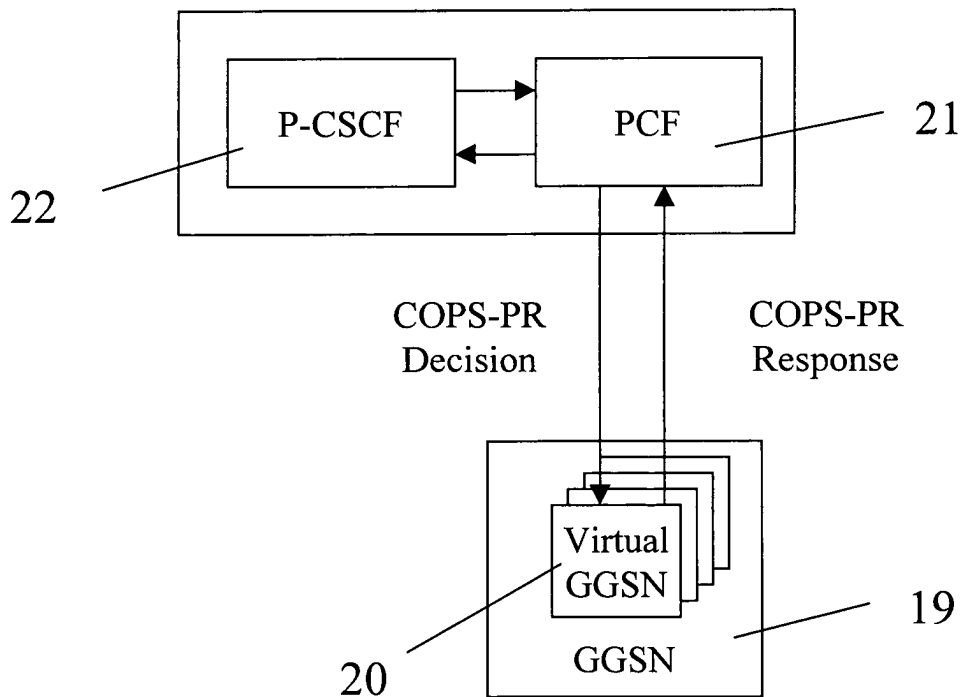 P-CSCF
PCF
21
22
COPS-PR
Decision
COPS-PR
Response
Virtual
GGSN
19
GGSN
20